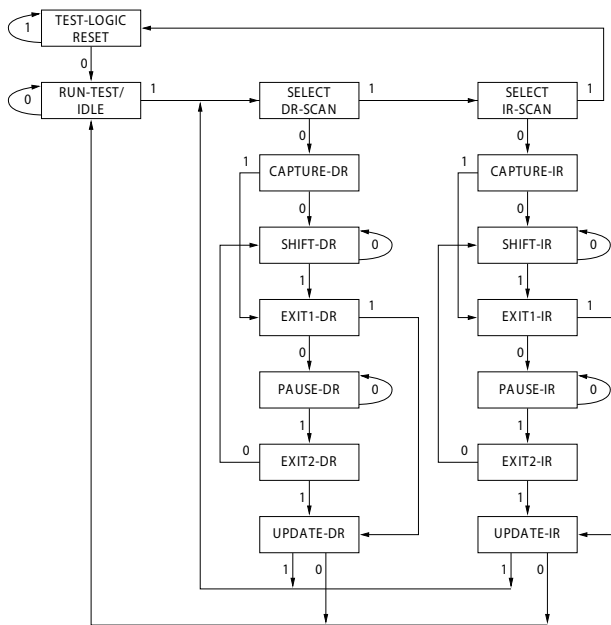 TEST-LOGIC
RESET
1
0
RUN-TEST/
IDLE
0
1
SELECT
DR-SCAN
1
SELECT
IR-SCAN
1
0
0
CAPTURE-DR
1
CAPTURE-IR
1
0
0
SHIFT-DR
0
SHIFT-IR
0
1
1
EXIT1-DR
1
EXIT1-IR
1
0
0
PAUSE-DR
0
PAUSE-IR
0
1
1
EXIT2-DR
0
EXIT2-IR
0
1
1
UPDATE-DR
UPDATE-IR
1
0
1
0